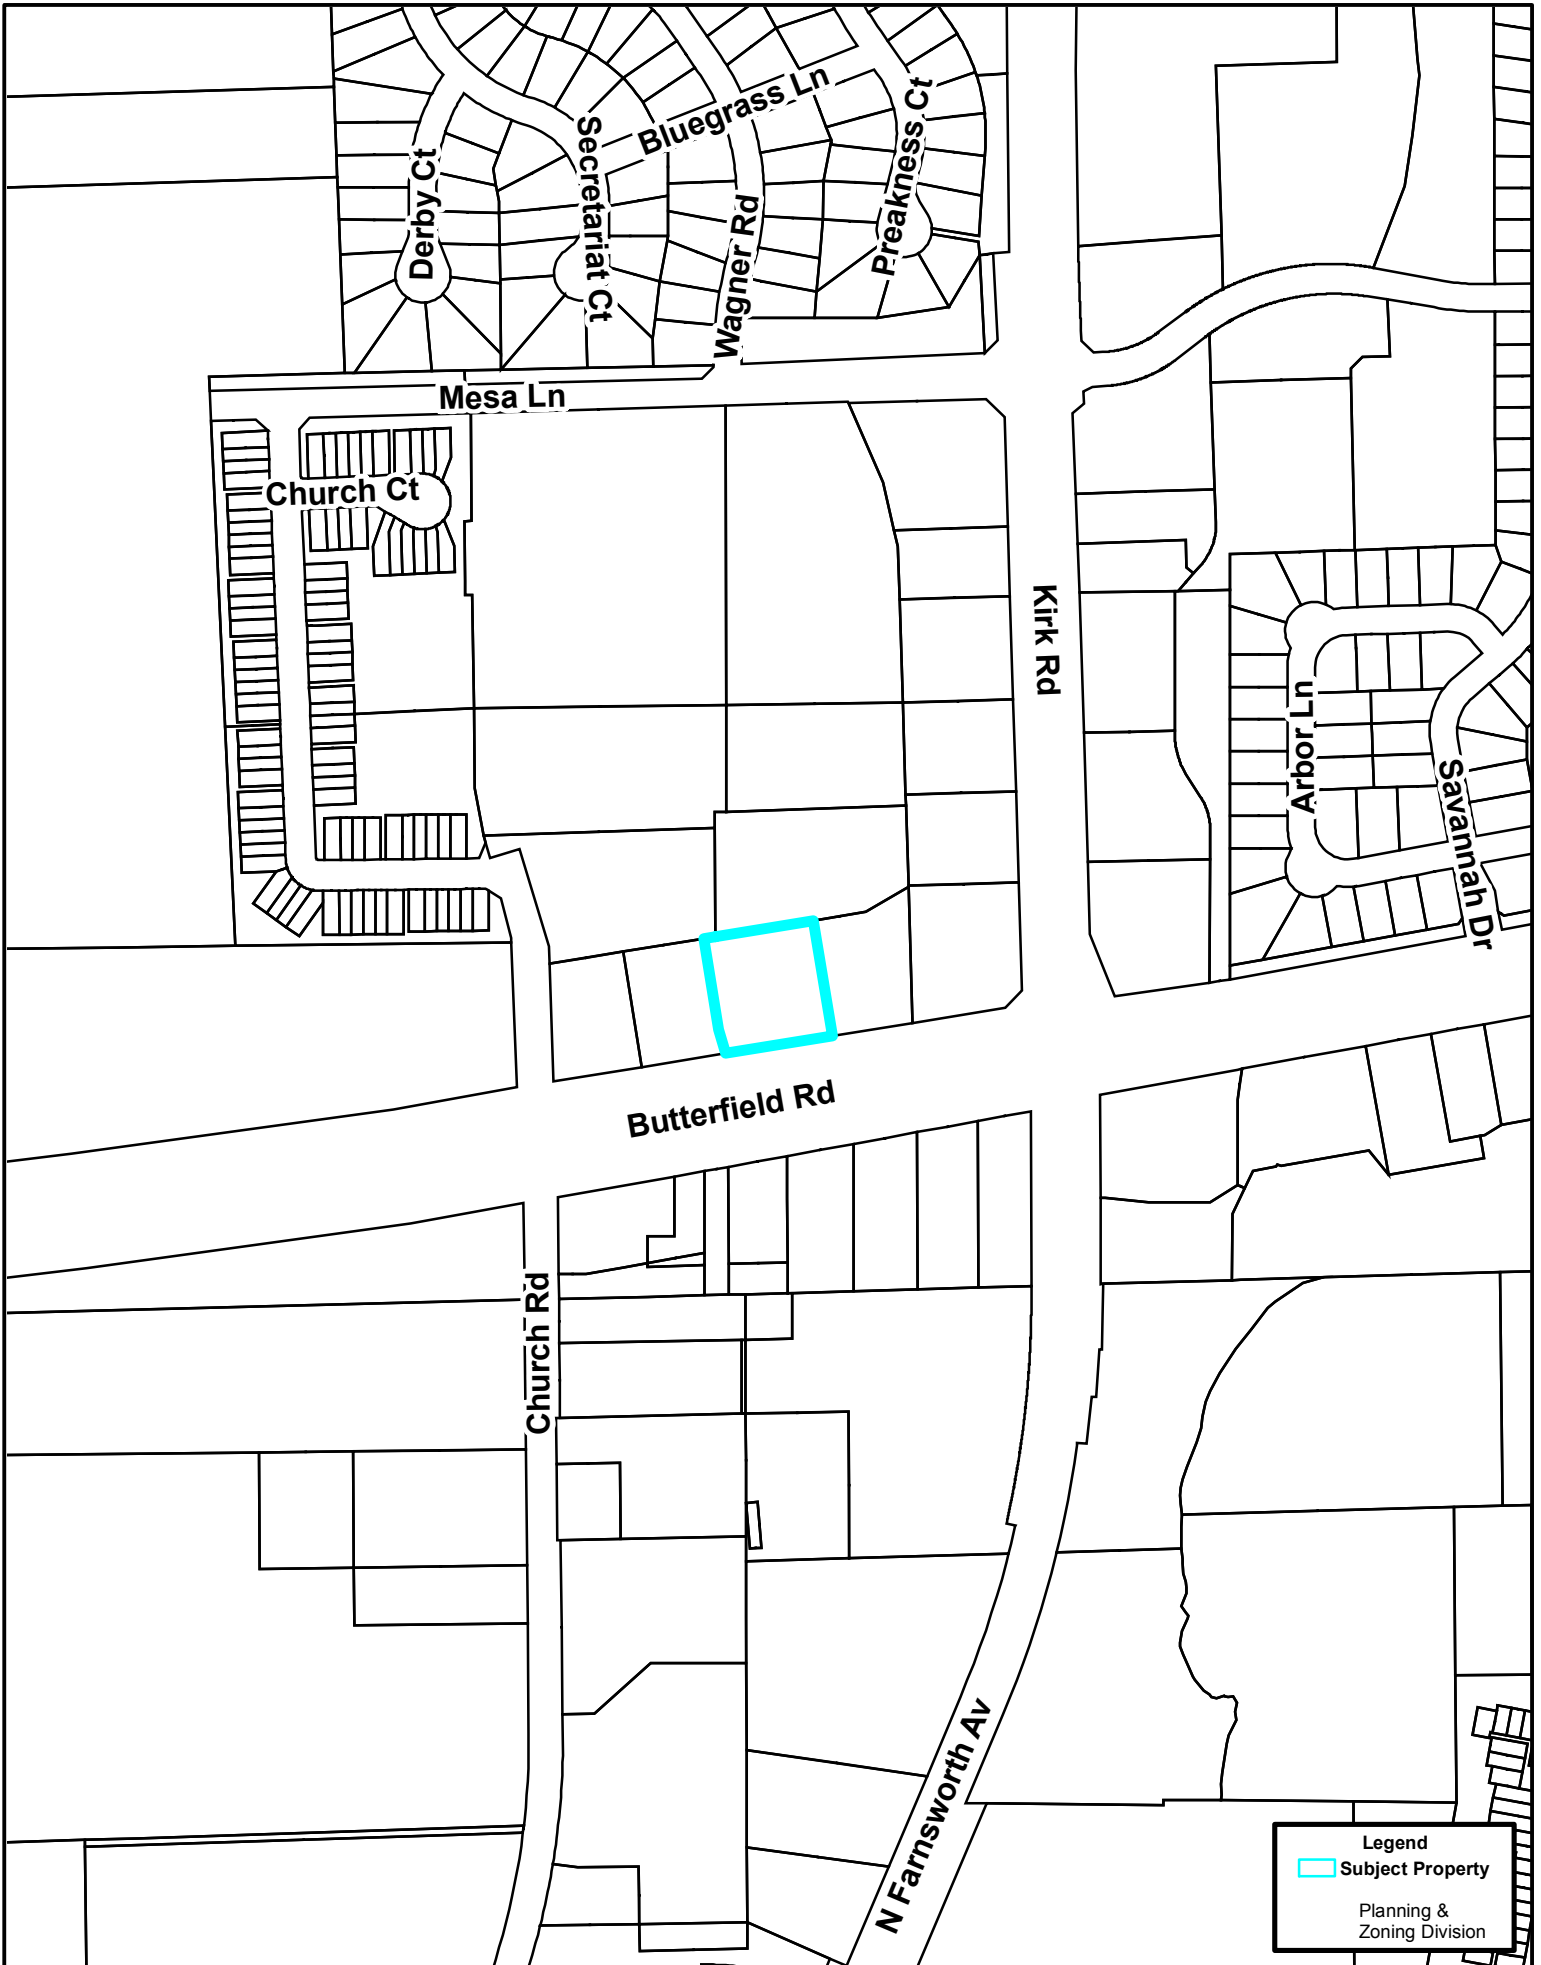 Bluegrass Ln
Preakness Ct
Secretariat Ct
Derby Ct
Wagner Rd
Mesa Ln
Church Ct
Kirk Rd
Arbor Ln
Savannah Dr
Butterfield Rd
Church Rd
N Farnsworth Av
Legend
Subject Property
Planning &
Zoning Division